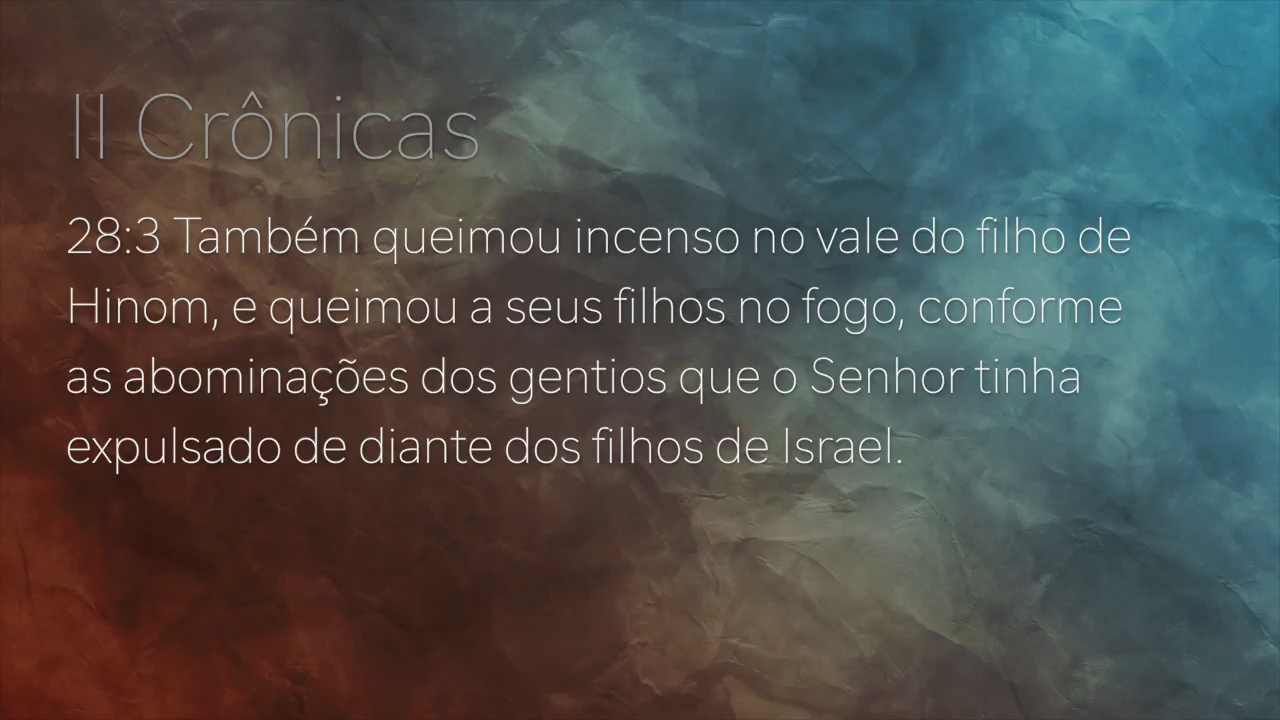 II Crônicas
28:3 Também queimou incenso no vale do filho de
Hinom, e queimou a seus filhos no fogo, conforme
as abominações dos gentios que o Senhor tinha
expulsado de diante dos filhos de Israel.